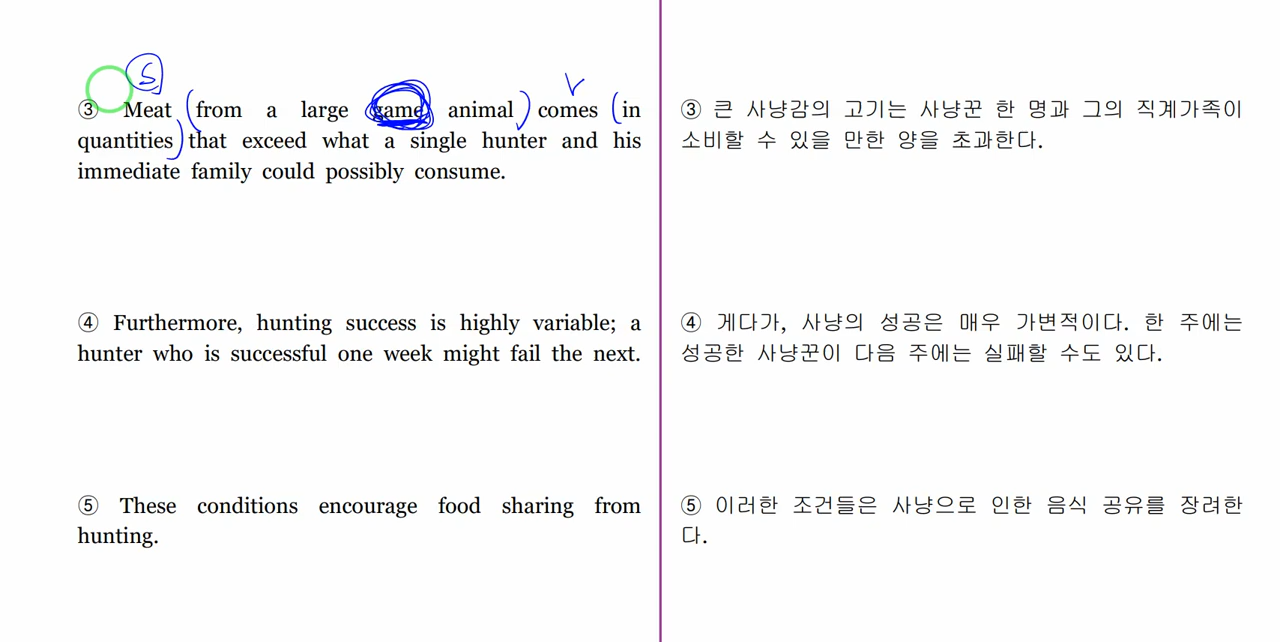 S
V
③ Meat (from a large game animal) comes (in
quantities) that exceed what a single hunter and his
immediate family could possibly consume.
④ Furthermore, hunting success is highly variable; a
hunter who is successful one week might fail the next.
⑤ These conditions encourage food sharing from
hunting.
③ 큰 사냥감의 고기는 사냥꾼 한 명과 그의 직계가족이
소비할 수 있을 만한 양을 초과한다.
④ 게다가, 사냥의 성공은 매우 가변적이다. 한 주에는
성공한 사냥꾼이 다음 주에는 실패할 수도 있다.
⑤ 이러한 조건들은 사냥으로 인한 음식 공유를 장려한
다.